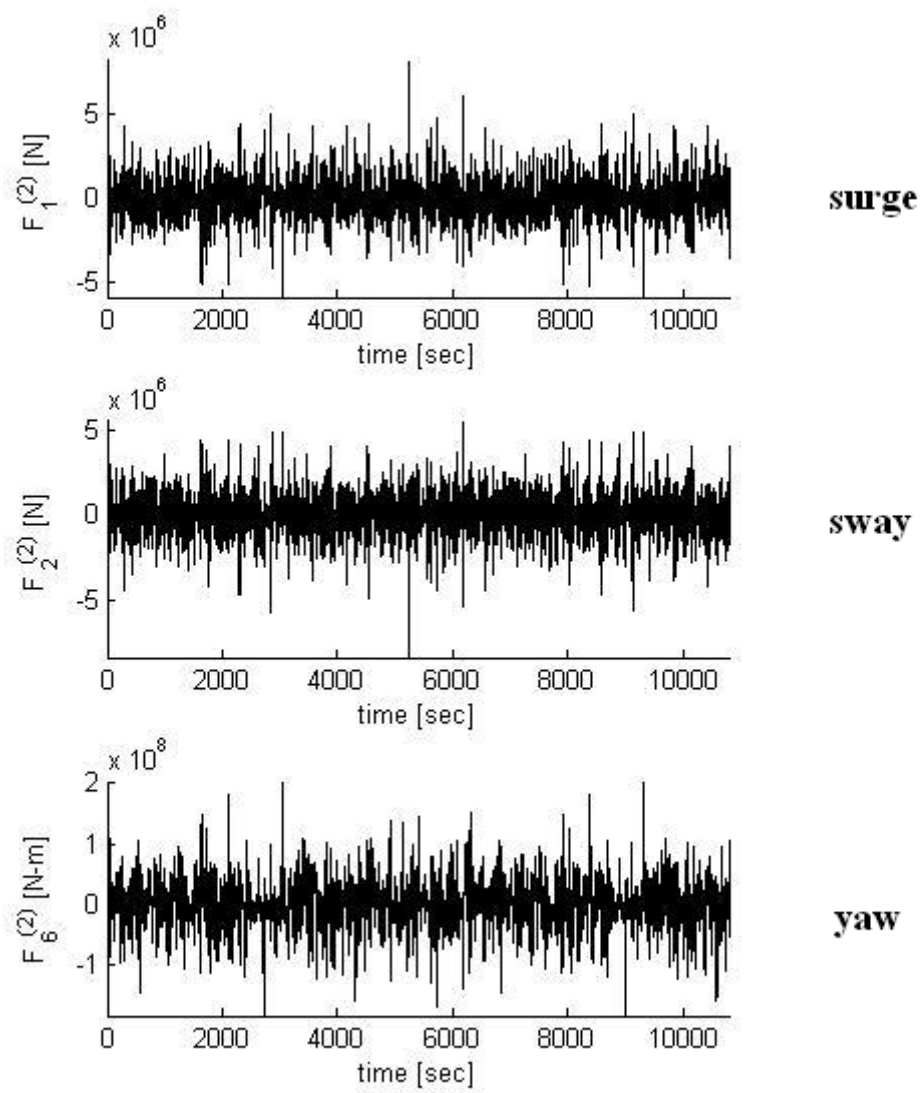 x 10^6
5
0
-5
F_1^(2) [N]
surge
0 2000 4000 6000 8000 10000
time [sec]
x 10^6
5
0
-5
F_2^(2) [N]
sway
0 2000 4000 6000 8000 10000
time [sec]
x 10^8
2
1
0
-1
F_6^(2) [N-m]
yaw
0 2000 4000 6000 8000 10000
time [sec]